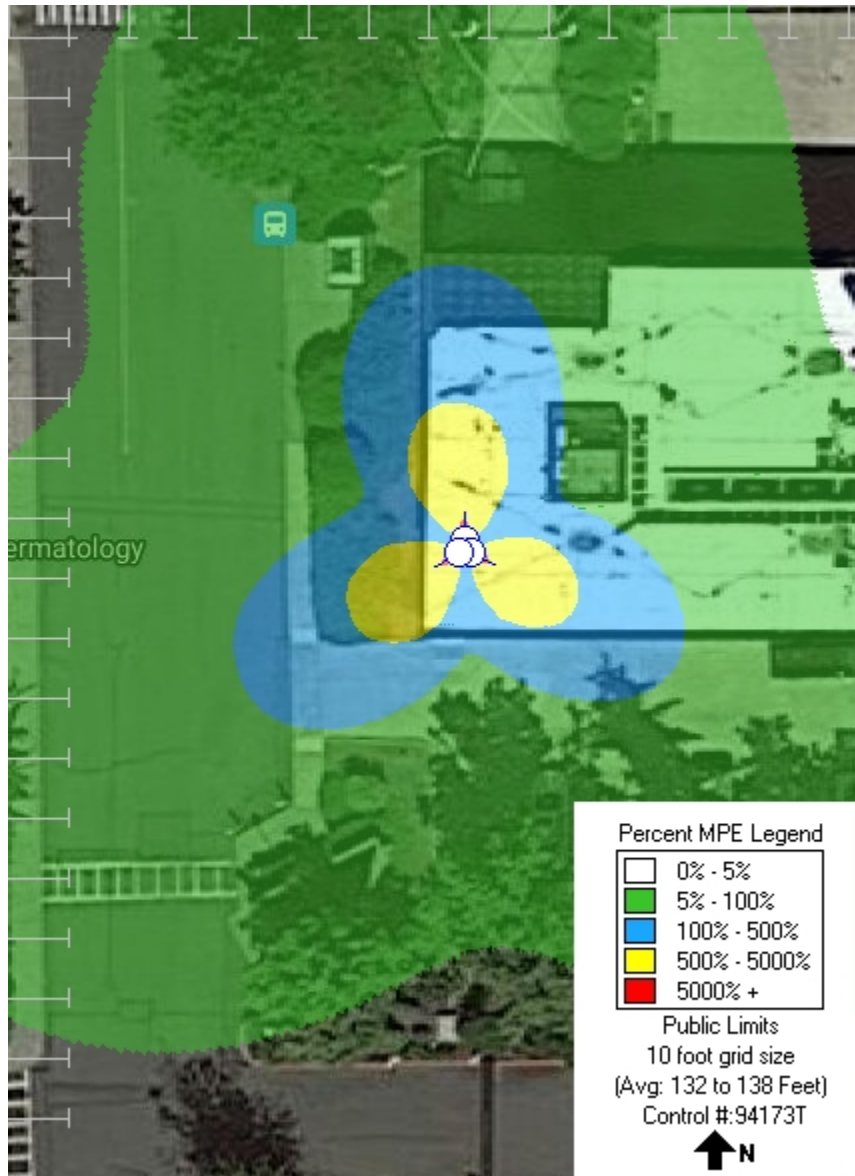 ermatology
Percent MPE Legend
0% - 5%
5% - 100%
100% - 500%
500% - 5000%
5000% +
Public Limits
10 foot grid size
(Avg: 132 to 138 Feet)
Control #:94173T
N